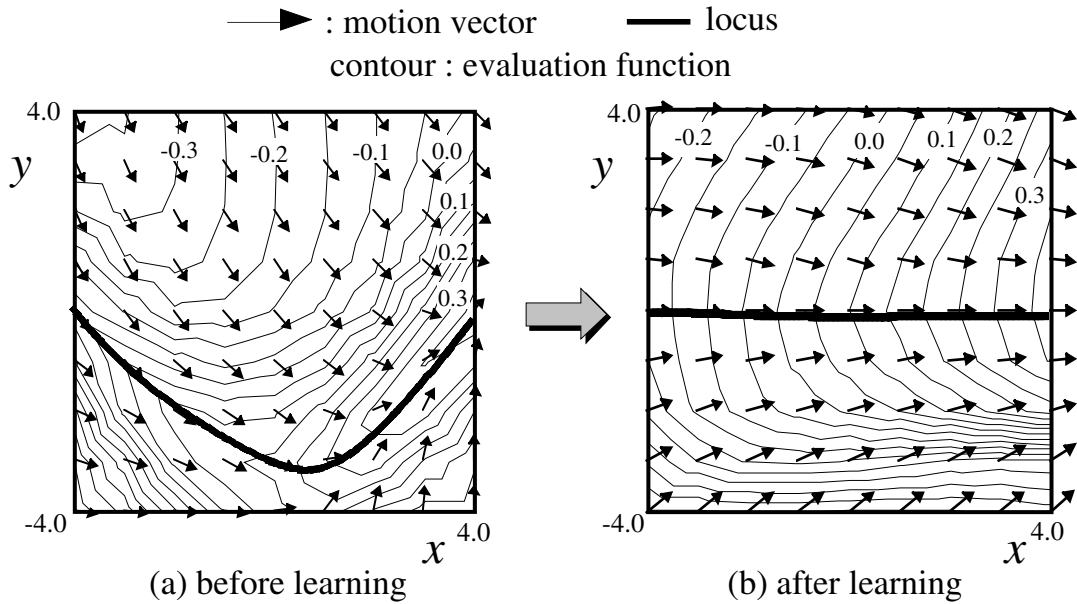 : motion vector locus
contour : evaluation function
4.0 4.0
-0.3 -0.2 -0.1 0.0 -0.2 -0.1 0.0 0.1 0.2
y y
0.1 0.3
0.2
0.3
-4.0 4.0 -4.0 4.0
x x
(a) before learning (b) after learning